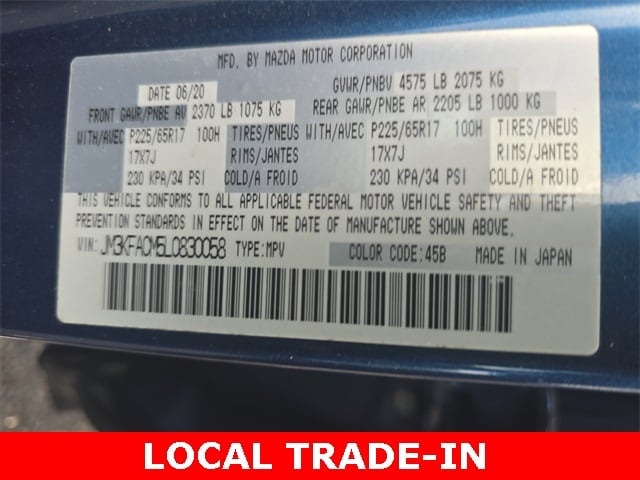 MFD. BY MAZDA MOTOR CORPORATION
DATE 06/20 GVWR/PNBV 4575 LB 2075 KG
FRONT GAWR/PNBE AV 2370 LB 1075 KG REAR GAWR/PNBE AR 2205 LB 1000 KG
WITH/AVEC P225/65R17 100H TIRES/PNEUS WITH/AVEC P225/65R17 100H TIRES/PNEUS
17X7J RIMS/JANTES 17X7J RIMS/JANTES
230 KPA/34 PSI COLD/A FROID 230 KPA/34 PSI COLD/A FROID
THIS VEHICLE CONFORMS TO ALL APPLICABLE FEDERAL MOTOR VEHICLE SAFETY AND THEFT
PREVENTION STANDARDS IN EFFECT ON THE DATE OF MANUFACTURE SHOWN ABOVE.
VIN: JM3KFACM5L0830058 TYPE:MPV COLOR CODE:45B MADE IN JAPAN
LOCAL TRADE-IN